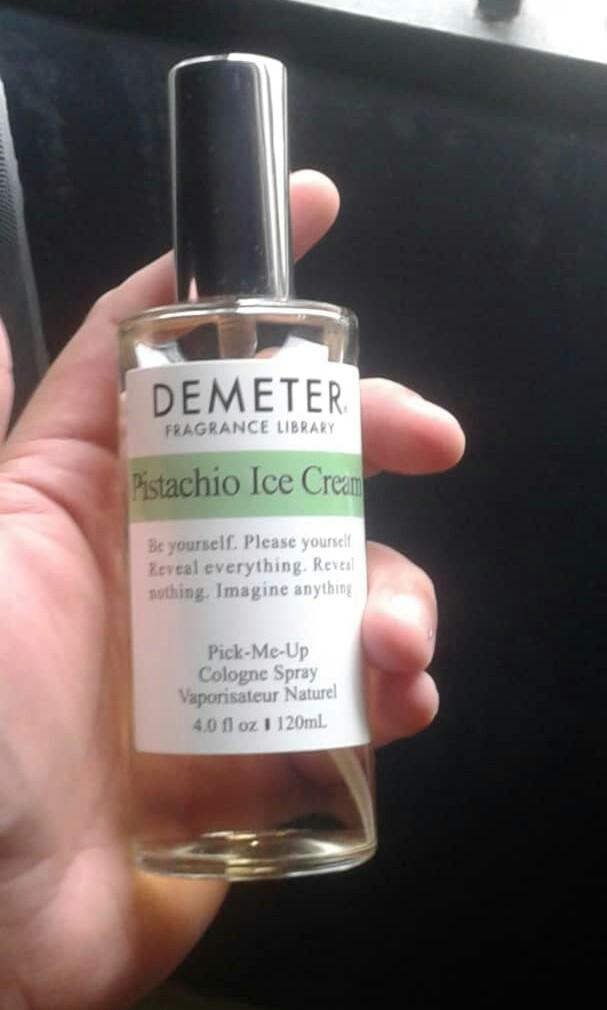 DEMETER®
FRAGRANCE LIBRARY
Pistachio Ice Cream
Be yourself. Please yourself
Reveal everything. Reveal
nothing. Imagine anything
Pick-Me-Up
Cologne Spray
Vaporisateur Naturel
4.0 fl oz ▮ 120mL